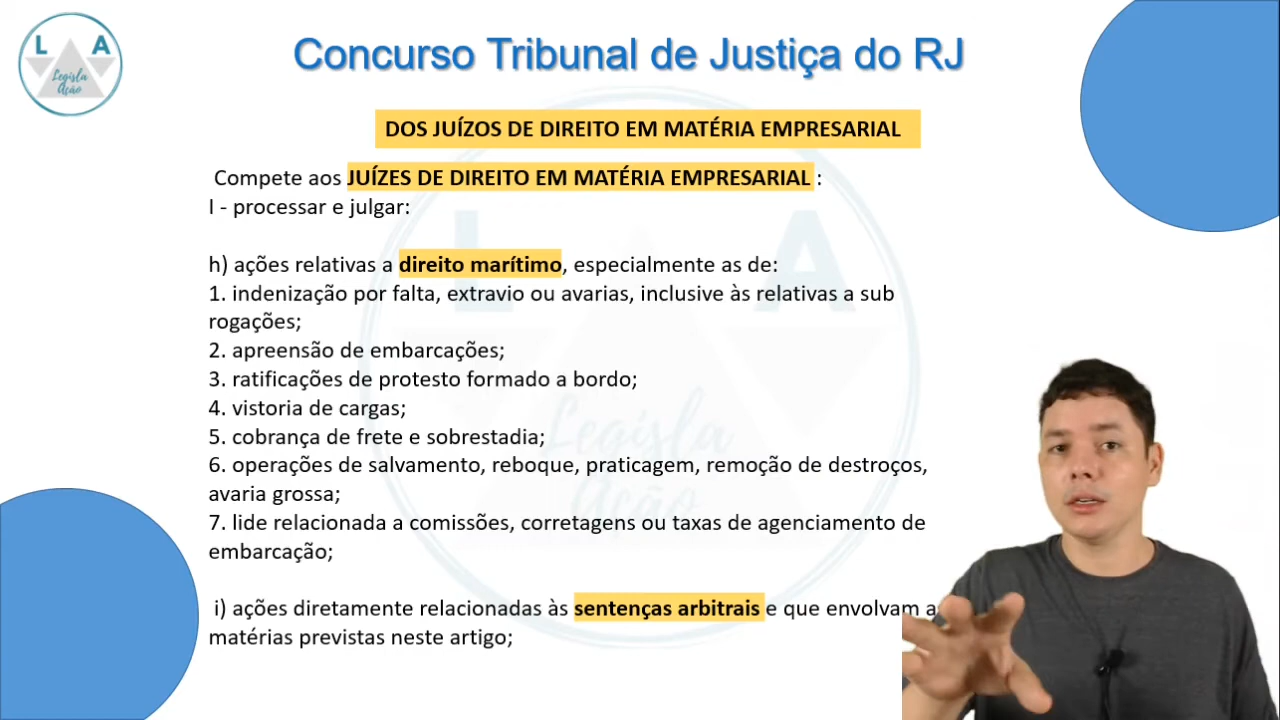 L A
Legisla
Ação
Concurso Tribunal de Justiça do RJ
DOS JUÍZOS DE DIREITO EM MATÉRIA EMPRESARIAL
Compete aos JUÍZES DE DIREITO EM MATÉRIA EMPRESARIAL :
I - processar e julgar:
h) ações relativas a direito marítimo, especialmente as de:
1. indenização por falta, extravio ou avarias, inclusive às relativas a sub
rogações;
2. apreensão de embarcações;
3. ratificações de protesto formado a bordo;
4. vistoria de cargas;
5. cobrança de frete e sobrestadia;
6. operações de salvamento, reboque, praticagem, remoção de destroços,
avaria grossa;
7. lide relacionada a comissões, corretagens ou taxas de agenciamento de
embarcação;
i) ações diretamente relacionadas às sentenças arbitrais e que envolvam a
matérias previstas neste artigo;
L A
Legisla
Ação